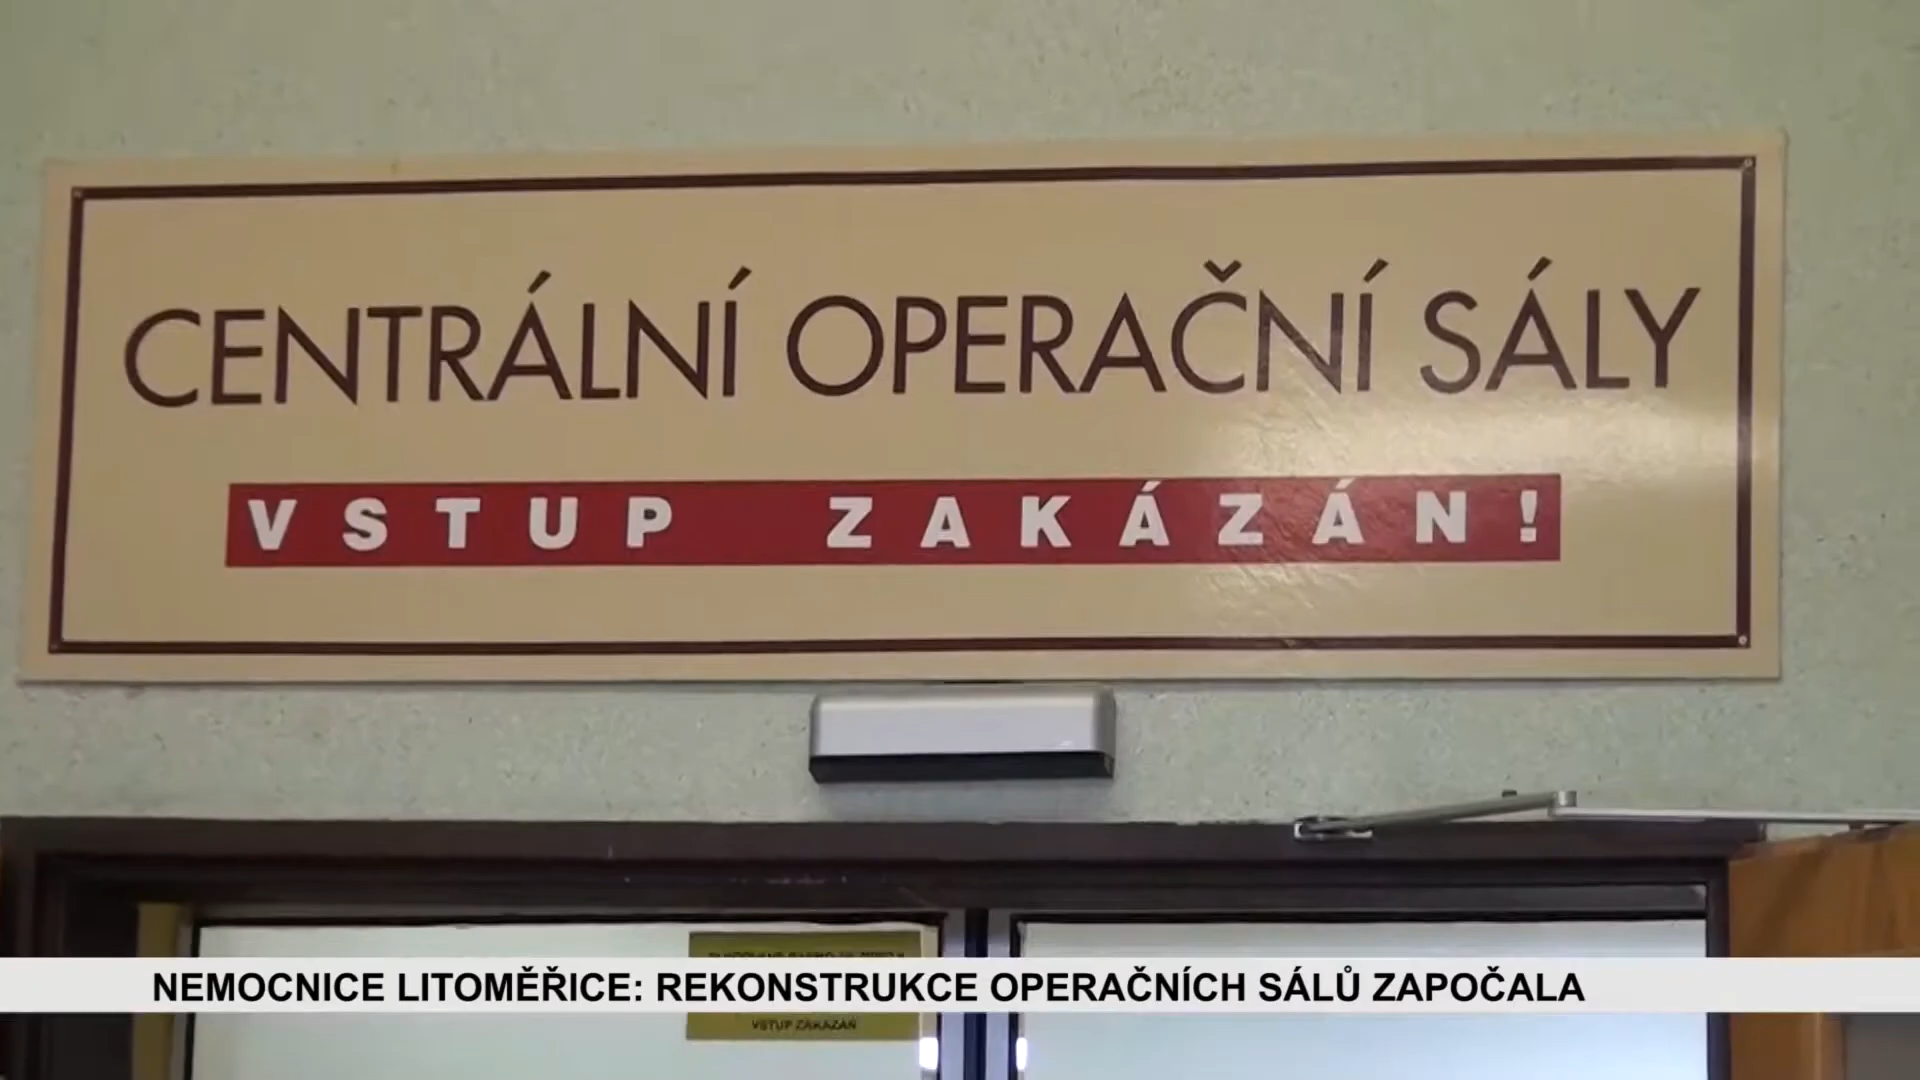 CENTRÁLNÍ OPERAČNÍ SÁLY
VSTUP ZAKÁZÁN!
NEMOCNICE LITOMĚŘICE: REKONSTRUKCE OPERAČNÍCH SÁLŮ ZAPOČALA
VSTUP ZAKÁZÁN